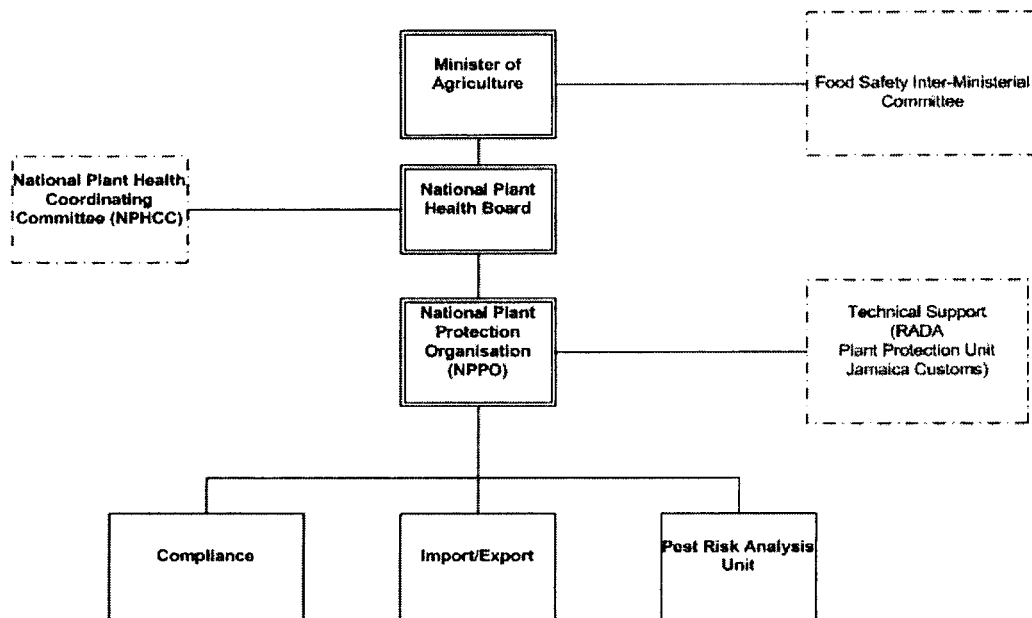 Minister of
Agriculture
Food Safety Inter-Ministerial
Committee
National Plant Health
Coordinating
Committee (NPHCC)
National Plant
Health Board
National Plant
Protection
Organisation
(NPPO)
Technical Support
(RADA
Plant Protection Unit
Jamaica Customs)
Compliance
Import/Export
Pest Risk Analysis
Unit